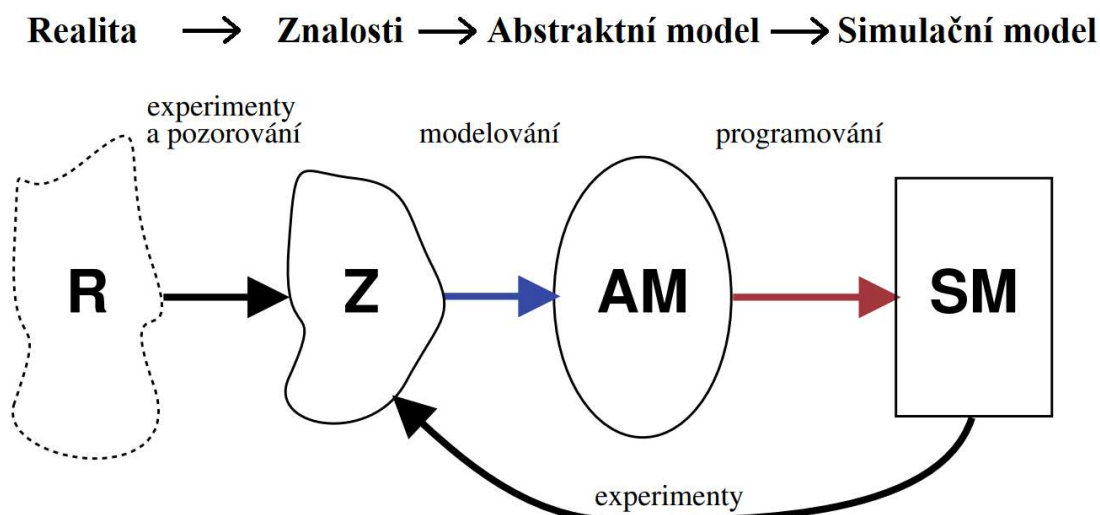 Realita → Znalosti → Abstraktní model → Simulační model
experimenty
a pozorování
modelování
programování
R
Z
AM
SM
experimenty